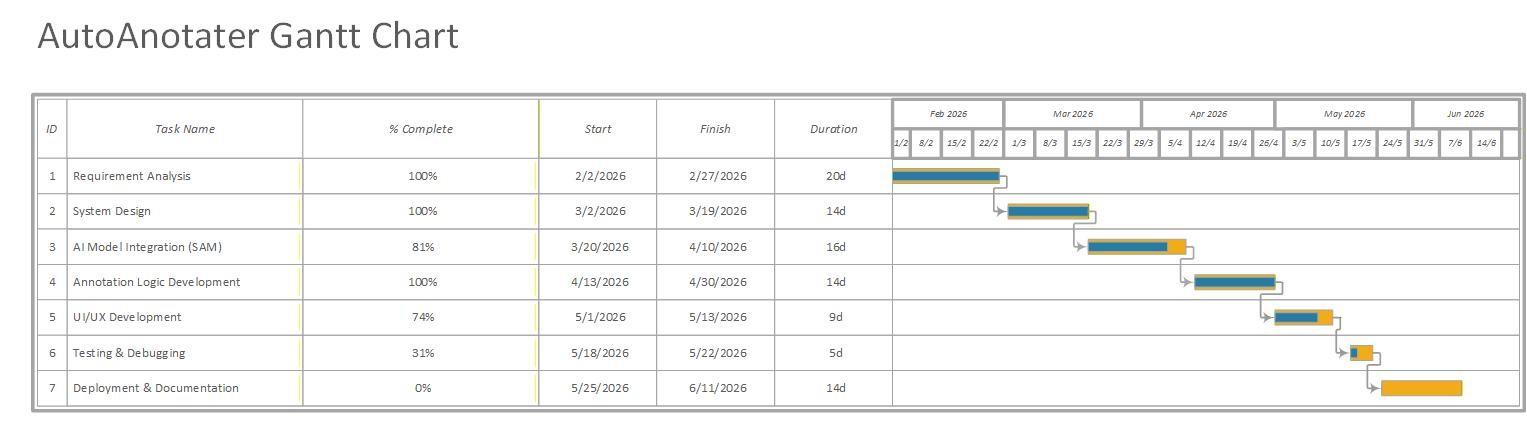 AutoAnotater Gantt Chart
ID Task Name % Complete Start Finish Duration Feb 2026 Mar 2026 Apr 2026 May 2026 Jun 2026
1/2 8/2 15/2 22/2 1/3 8/3 15/3 22/3 29/3 5/4 12/4 19/4 26/4 3/5 10/5 17/5 24/5 31/5 7/6 14/6
1 Requirement Analysis 100% 2/2/2026 2/27/2026 20d
2 System Design 100% 3/2/2026 3/19/2026 14d
3 AI Model Integration (SAM) 81% 3/20/2026 4/10/2026 16d
4 Annotation Logic Development 100% 4/13/2026 4/30/2026 14d
5 UI/UX Development 74% 5/1/2026 5/13/2026 9d
6 Testing & Debugging 31% 5/18/2026 5/22/2026 5d
7 Deployment & Documentation 0% 5/25/2026 6/11/2026 14d